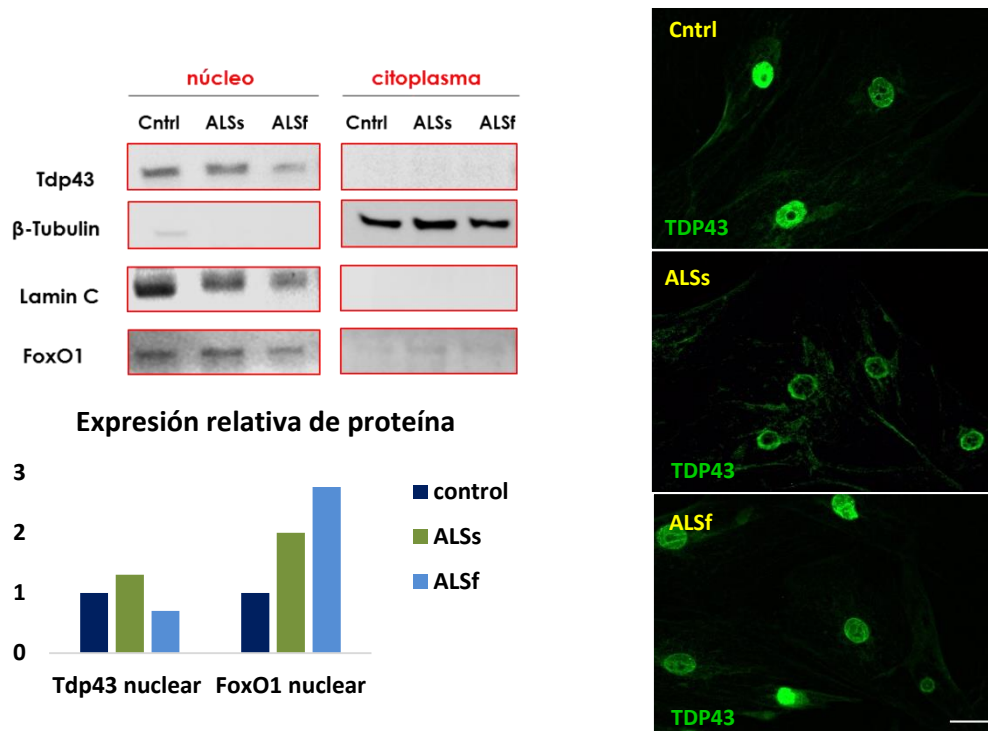 núcleo citoplasma
Cntrl ALSs ALSf Cntrl ALSs ALSf
Tdp43
β-Tubulin
Lamin C
FoxO1
Expresión relativa de proteína
3
2
1
0
control
ALSs
ALSf
Tdp43 nuclear FoxO1 nuclear
Cntrl
TDP43
ALSs
TDP43
ALSf
TDP43